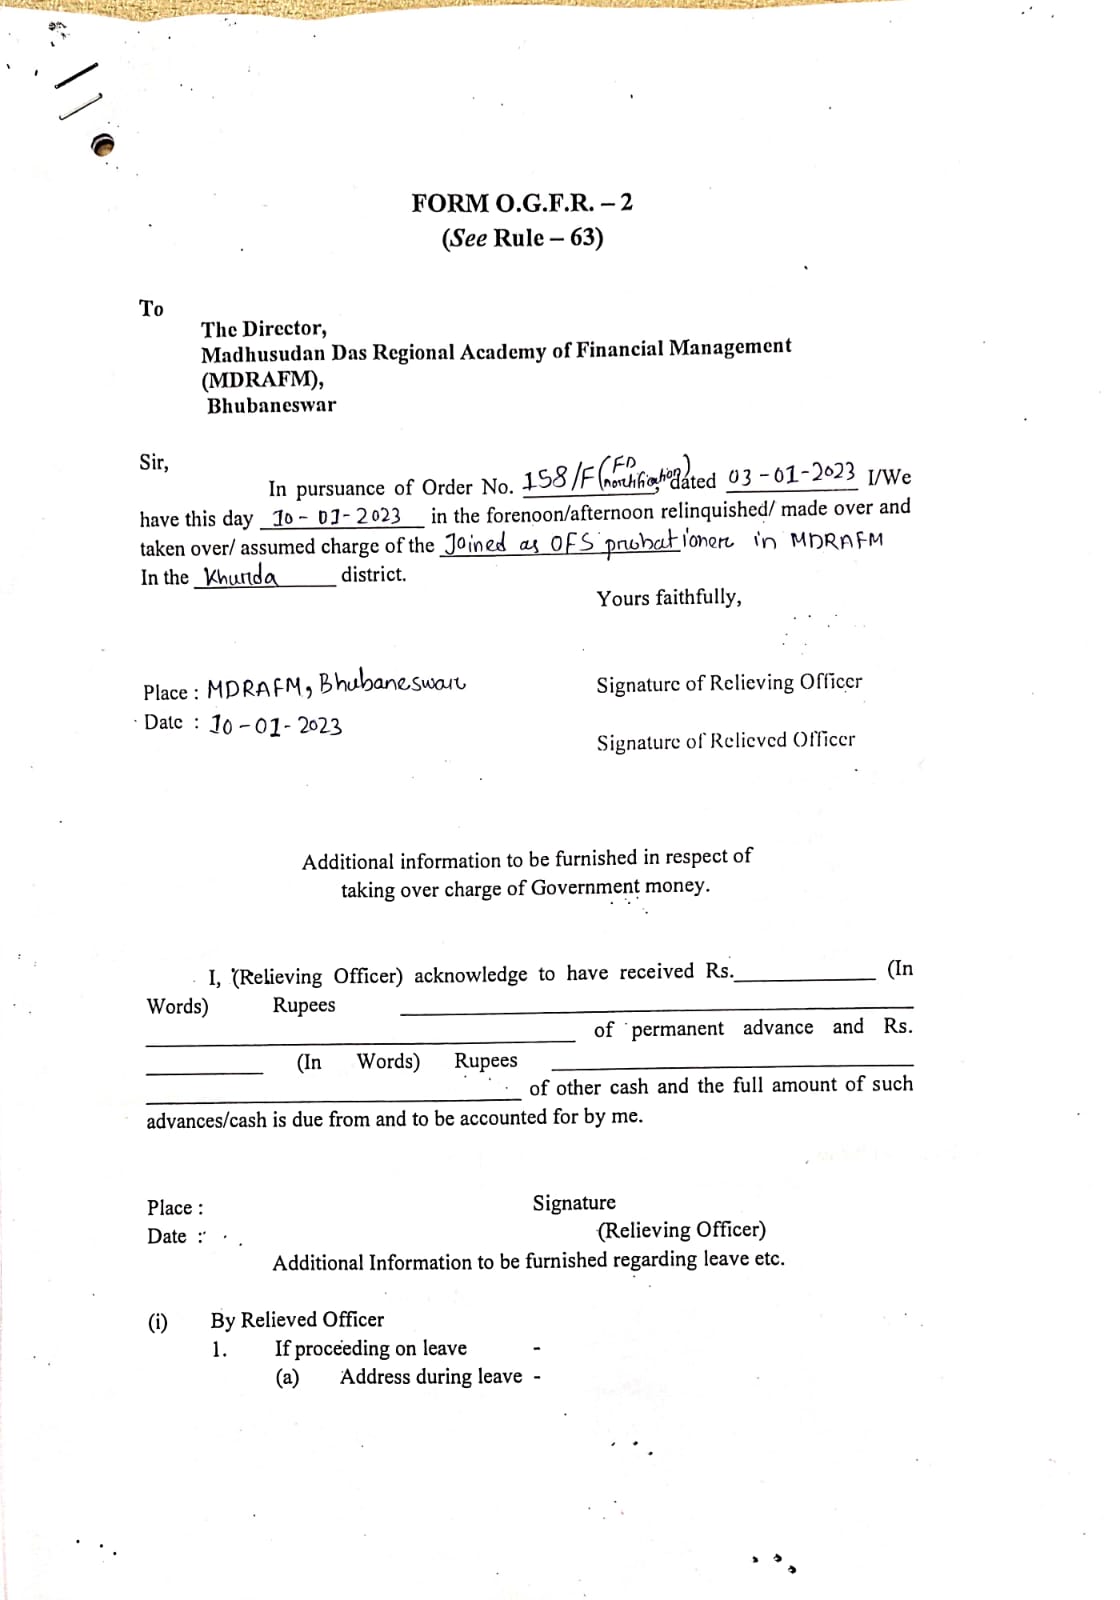 FORM O.G.F.R. – 2
(See Rule – 63)
To
The Director,
Madhusudan Das Regional Academy of Financial Management
(MDRAFM),
Bhubaneswar
Sir,
In pursuance of Order No. 158/F (FD notification) dated 03-01-2023 I/We
have this day 10-01-2023 in the forenoon/afternoon relinquished/ made over and
taken over/ assumed charge of the Joined as OFS probationer in MDRAFM
In the Khurda district.
Yours faithfully,
Place : MDRAFM, Bhubaneswar
Signature of Relieving Officer
Date : 10-01-2023
Signature of Relieved Officer
Additional information to be furnished in respect of
taking over charge of Government money.
I, (Relieving Officer) acknowledge to have received Rs.____________ (In
Words) Rupees ____________
____________ of permanent advance and Rs.
____________ (In Words) Rupees ____________
____________ of other cash and the full amount of such
advances/cash is due from and to be accounted for by me.
Place :
Signature
Date :
(Relieving Officer)
Additional Information to be furnished regarding leave etc.
(i) By Relieved Officer
1. If proceeding on leave -
(a) Address during leave -